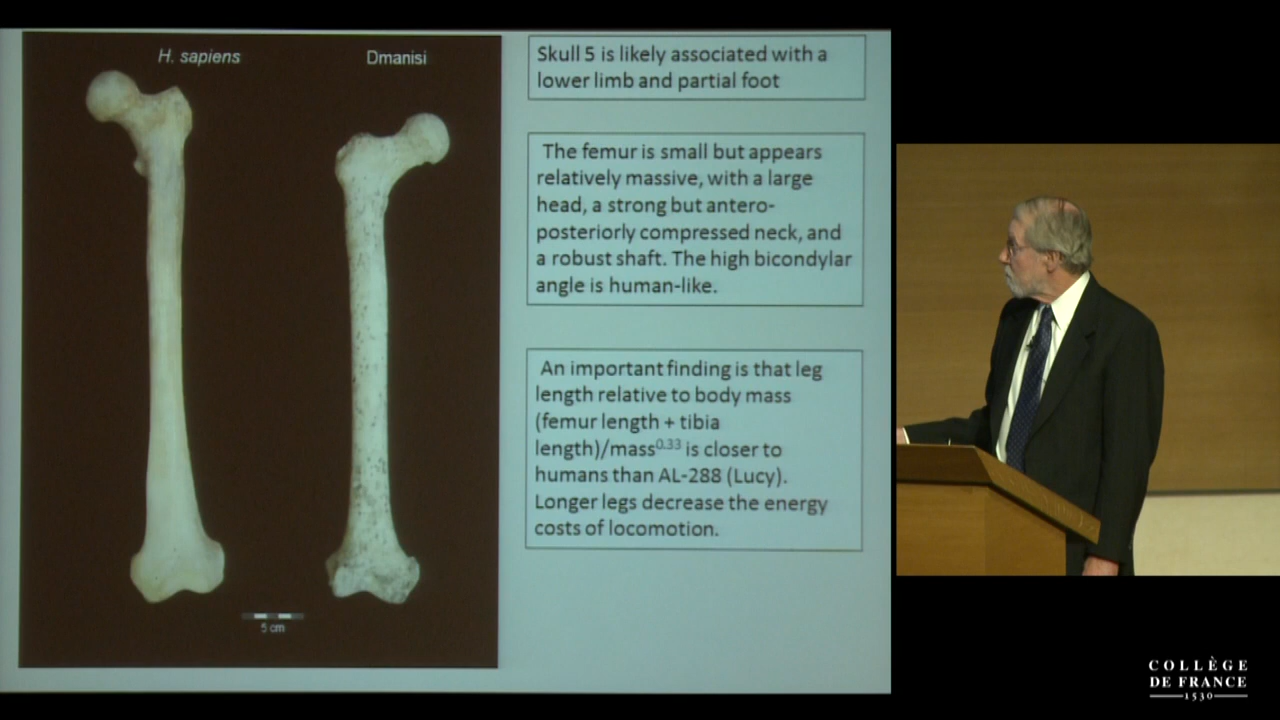 H. sapiens
Dmanisi
5 cm
Skull 5 is likely associated with a
lower limb and partial foot
The femur is small but appears
relatively massive, with a large
head, a strong but antero-
posteriorly compressed neck, and
a robust shaft. The high bicondylar
angle is human-like.
An important finding is that leg
length relative to body mass
(femur length + tibia
length)/mass0.33 is closer to
humans than AL-288 (Lucy).
Longer legs decrease the energy
costs of locomotion.
COLLÈGE
DE FRANCE
1530